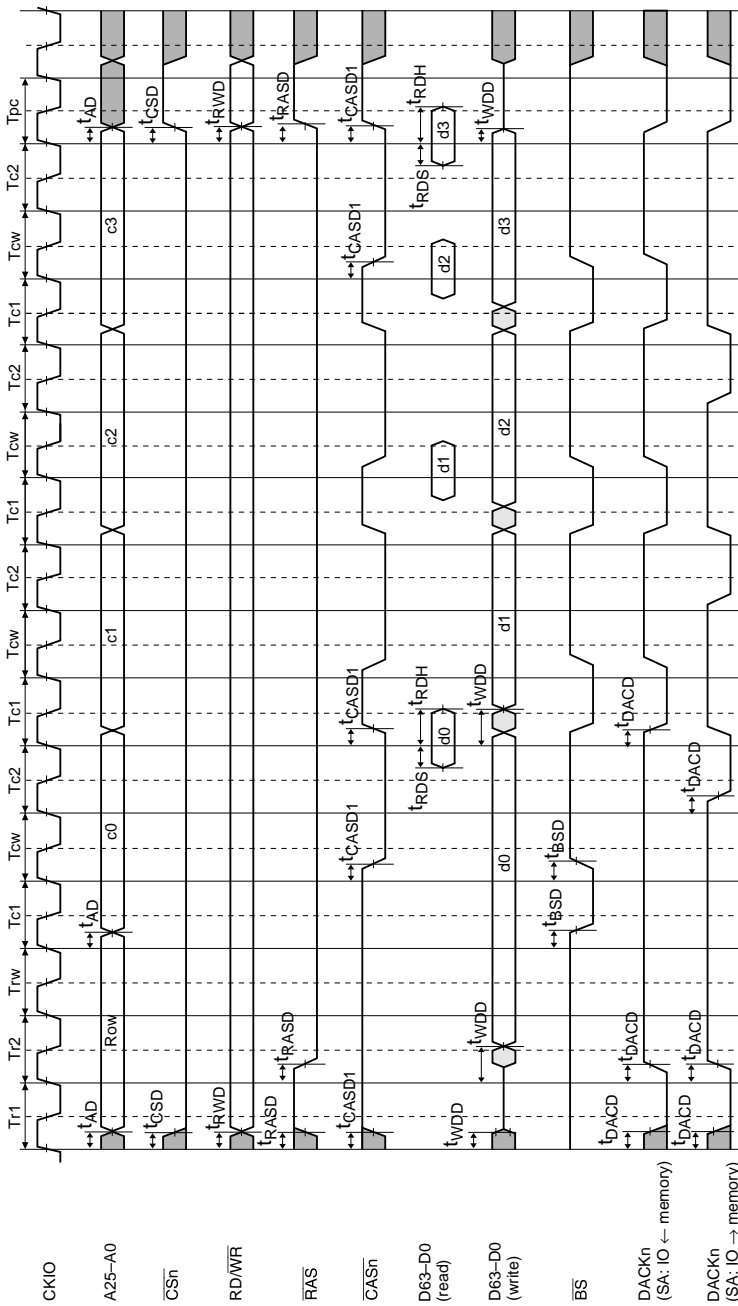 Tr1 Tr2 Trw Tc1 Tcw Tc2 Tc1 Tcw Tc2 Tc1 Tcw Tc2 Tc1 Tcw Tc2 Tpc
CKIO
tAD tAD tAD
A25–A0 Row c0 c1 c2 c3
tCSD tCSD
CSn
tRWD tRWD
RD/WR
tRASD tRASD tRASD
RAS
tCASD1 tCASD1 tCASD1 tCASD1 tCASD1
CASn
tRDS tRDH tRDS tRDH
D63–D0
(read)
d0 d1 d2 d3
tWDD tWDD tWDD tWDD
D63–D0
(write)
d0 d1 d2 d3
tBSD tBSD
BS
tDACD tDACD tDACD
DACKn
(SA: IO ← memory)
tDACD tDACD tDACD
DACKn
(SA: IO → memory)